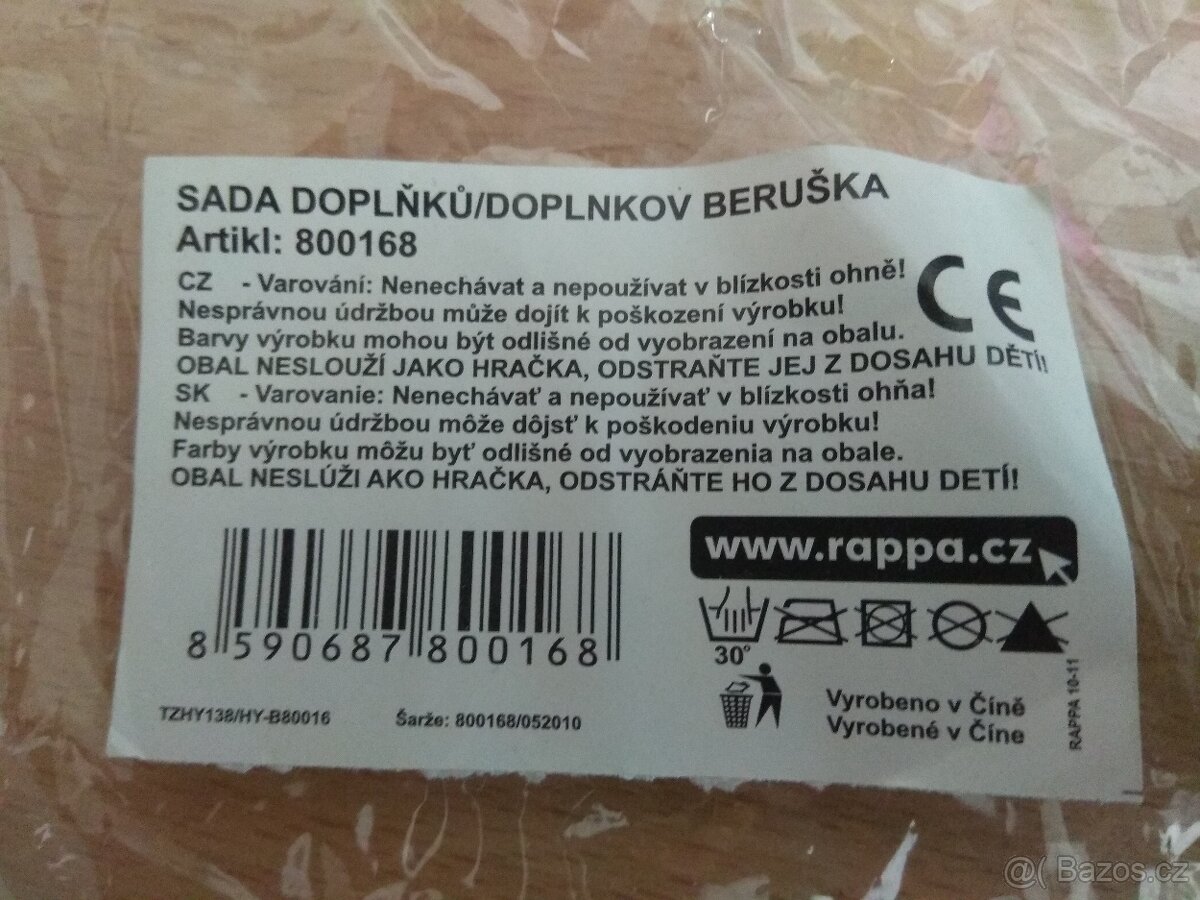 SADA DOPLŇKŮ/DOPLNKOV BERUŠKA
Artikl: 800168
CZ - Varování: Nenechávat a nepoužívat v blízkosti ohně!
Nesprávnou údržbou může dojít k poškození výrobku!
Barvy výrobku mohou být odlišné od vyobrazení na obalu.
OBAL NESLOUŽÍ JAKO HRAČKA, ODSTRAŇTE JEJ Z DOSAHU DĚTÍ!
SK - Varovanie: Nenechávať a nepoužívať v blízkosti ohňa!
Nesprávnou údržbou môže dôjsť k poškodeniu výrobku!
Farby výrobku môžu byť odlišné od vyobrazenia na obale.
OBAL NESLÚŽI AKO HRAČKA, ODSTRÁŇTE HO Z DOSAHU DETÍ!
CE
www.rappa.cz
8 590687 800168
30°
TZHY138/HY-B80016
Šarže: 800168/052010
Vyrobeno v Číně
Vyrobené v Číne
RAPPA 10-11
@( Bazos.cz